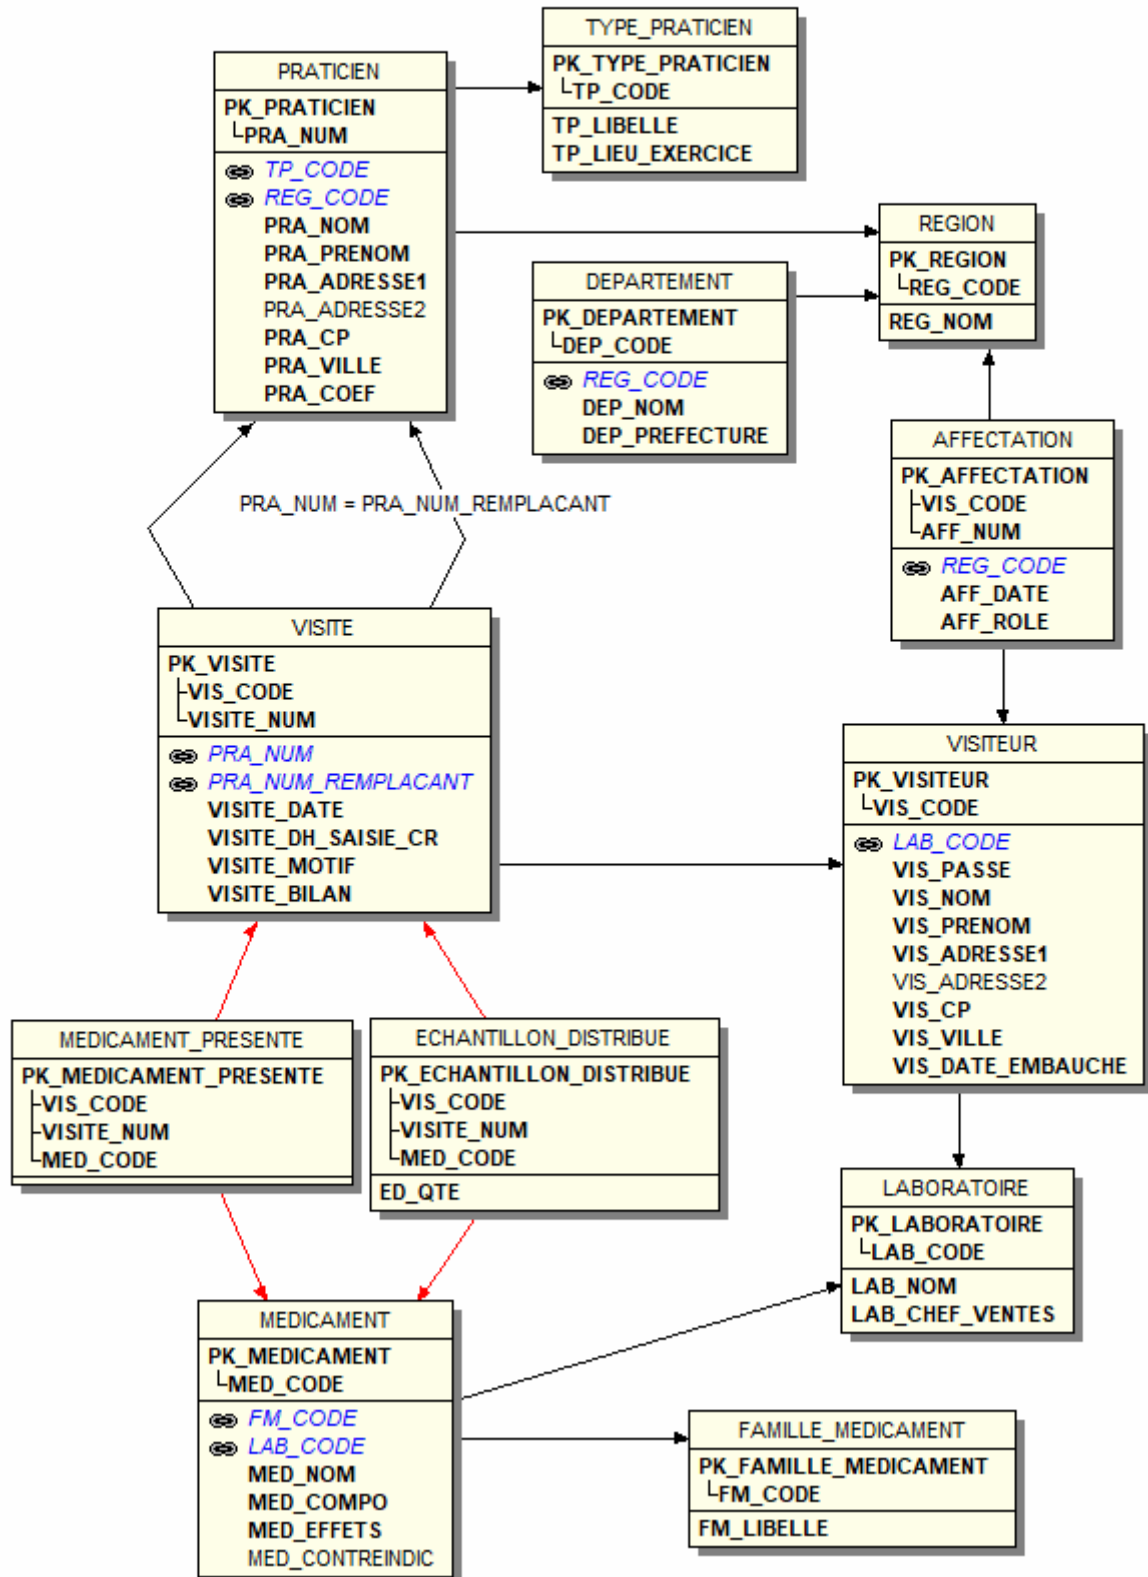 TYPE_PRATICIEN
PK_TYPE_PRATICIEN
TP_CODE
TP_LIBELLE
TP_LIEU_EXERCICE
PRATICIEN
PK_PRATICIEN
PRA_NUM
TP_CODE
REG_CODE
PRA_NOM
PRA_PRENOM
PRA_ADRESSE1
PRA_ADRESSE2
PRA_CP
PRA_VILLE
PRA_COEF
REGION
PK_REGION
REG_CODE
REG_NOM
DEPARTEMENT
PK_DEPARTEMENT
DEP_CODE
REG_CODE
DEP_NOM
DEP_PREFECTURE
AFFECTATION
PK_AFFECTATION
VIS_CODE
AFF_NUM
REG_CODE
AFF_DATE
AFF_ROLE
PRA_NUM = PRA_NUM_REMPLACANT
VISITE
PK_VISITE
VIS_CODE
VISITE_NUM
PRA_NUM
PRA_NUM_REMPLACANT
VISITE_DATE
VISITE_DH_SAISIE_CR
VISITE_MOTIF
VISITE_BILAN
VISITEUR
PK_VISITEUR
VIS_CODE
LAB_CODE
VIS_PASSE
VIS_NOM
VIS_PRENOM
VIS_ADRESSE1
VIS_ADRESSE2
VIS_CP
VIS_VILLE
VIS_DATE_EMBAUCHE
MEDICAMENT_PRESENTE
PK_MEDICAMENT_PRESENTE
VIS_CODE
VISITE_NUM
MED_CODE
ECHANTILLON_DISTRIBUE
PK_ECHANTILLON_DISTRIBUE
VIS_CODE
VISITE_NUM
MED_CODE
ED_QTE
LABORATOIRE
PK_LABORATOIRE
LAB_CODE
LAB_NOM
LAB_CHEF_VENTES
MEDICAMENT
PK_MEDICAMENT
MED_CODE
FM_CODE
LAB_CODE
MED_NOM
MED_COMPO
MED_EFFETS
MED_CONTREINDIC
FAMILLE_MEDICAMENT
PK_FAMILLE_MEDICAMENT
FM_CODE
FM_LIBELLE